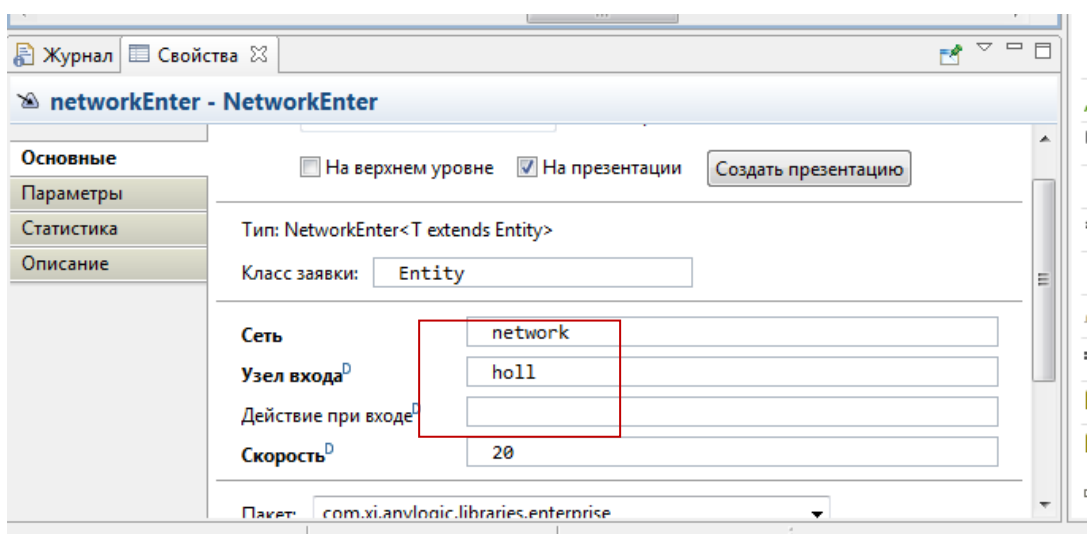 Журнал Свойства
networkEnter - NetworkEnter
Основные
На верхнем уровне На презентации Создать презентацию
Параметры
Статистика
Тип: NetworkEnter<T extends Entity>
Описание
Класс заявки: Entity
Сеть network
Узел входа D holl
Действие при входе D
Скорость D 20
Пакет: com.xj.anylogic.libraries.enterprise